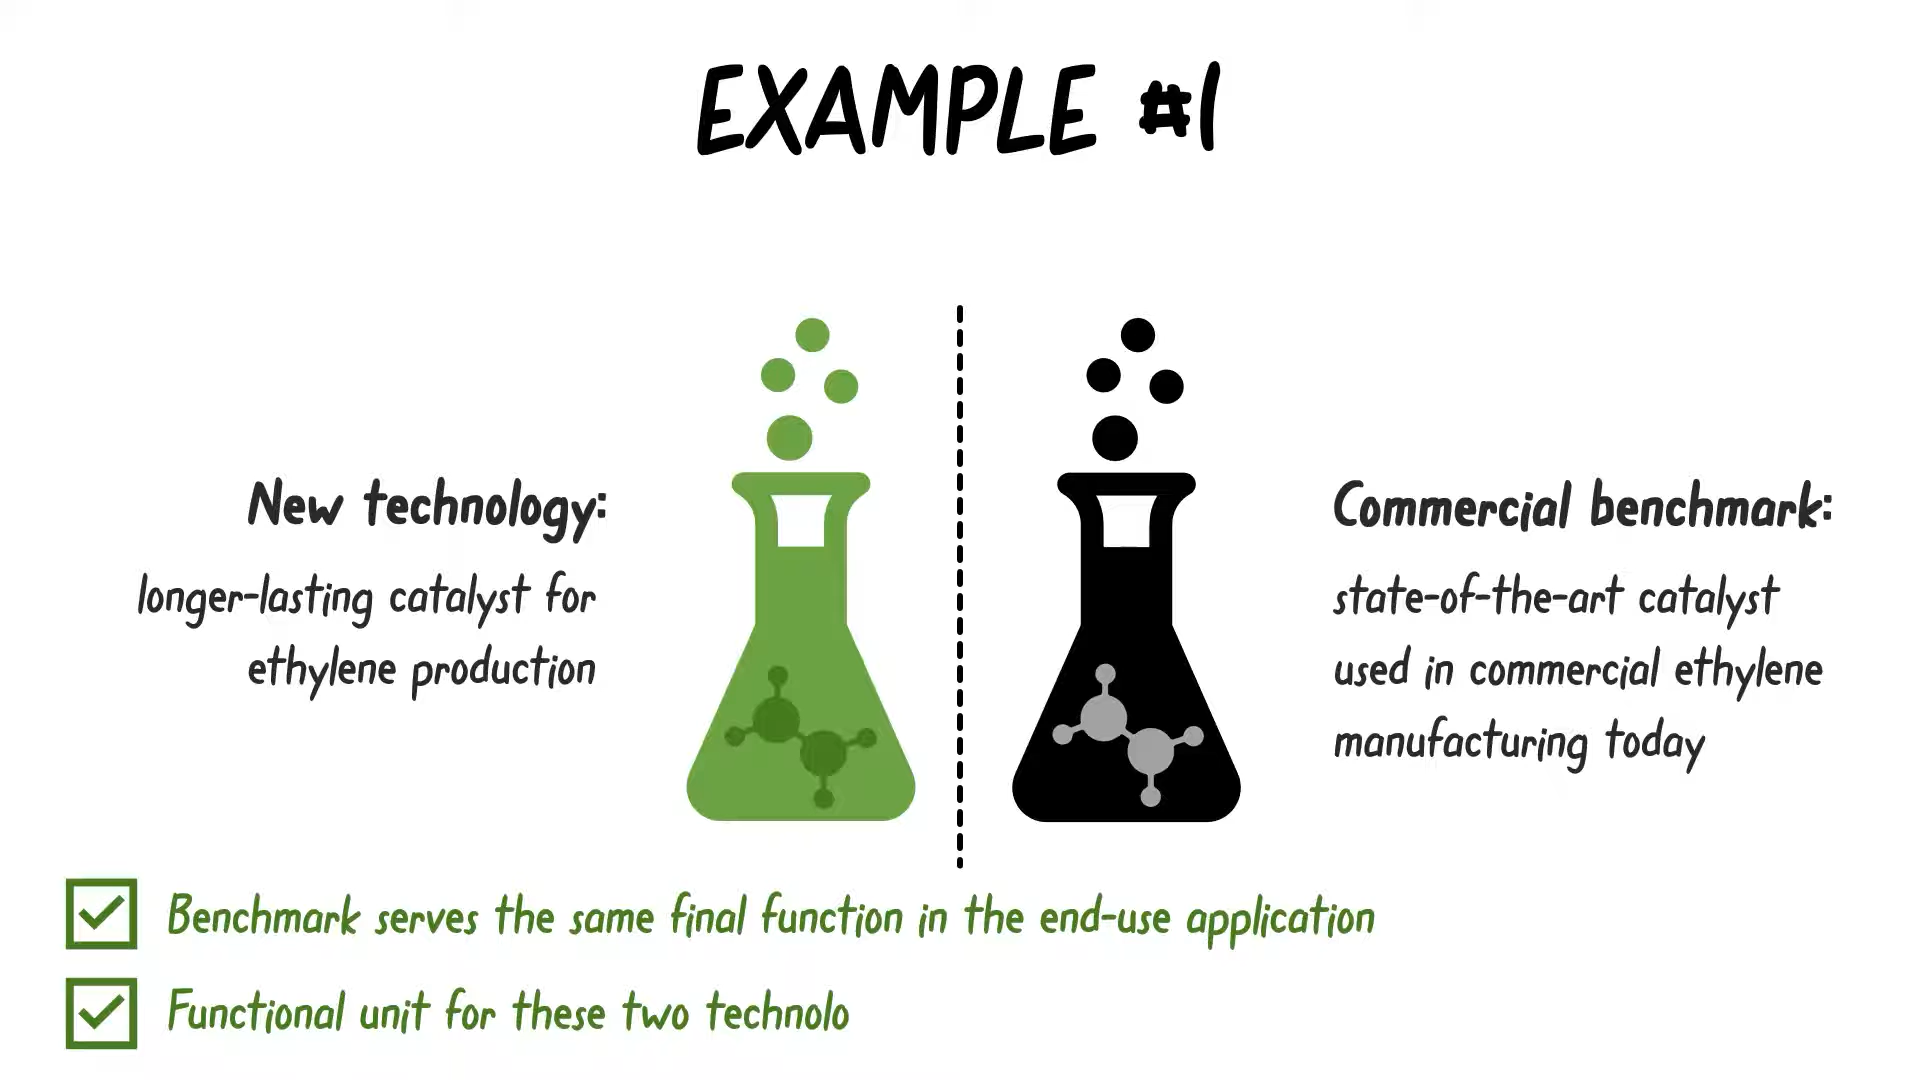 EXAMPLE #1
New technology:
longer-lasting catalyst for
ethylene production
Commercial benchmark:
state-of-the-art catalyst
used in commercial ethylene
manufacturing today
Benchmark serves the same final function in the end-use application
Functional unit for these two technolo